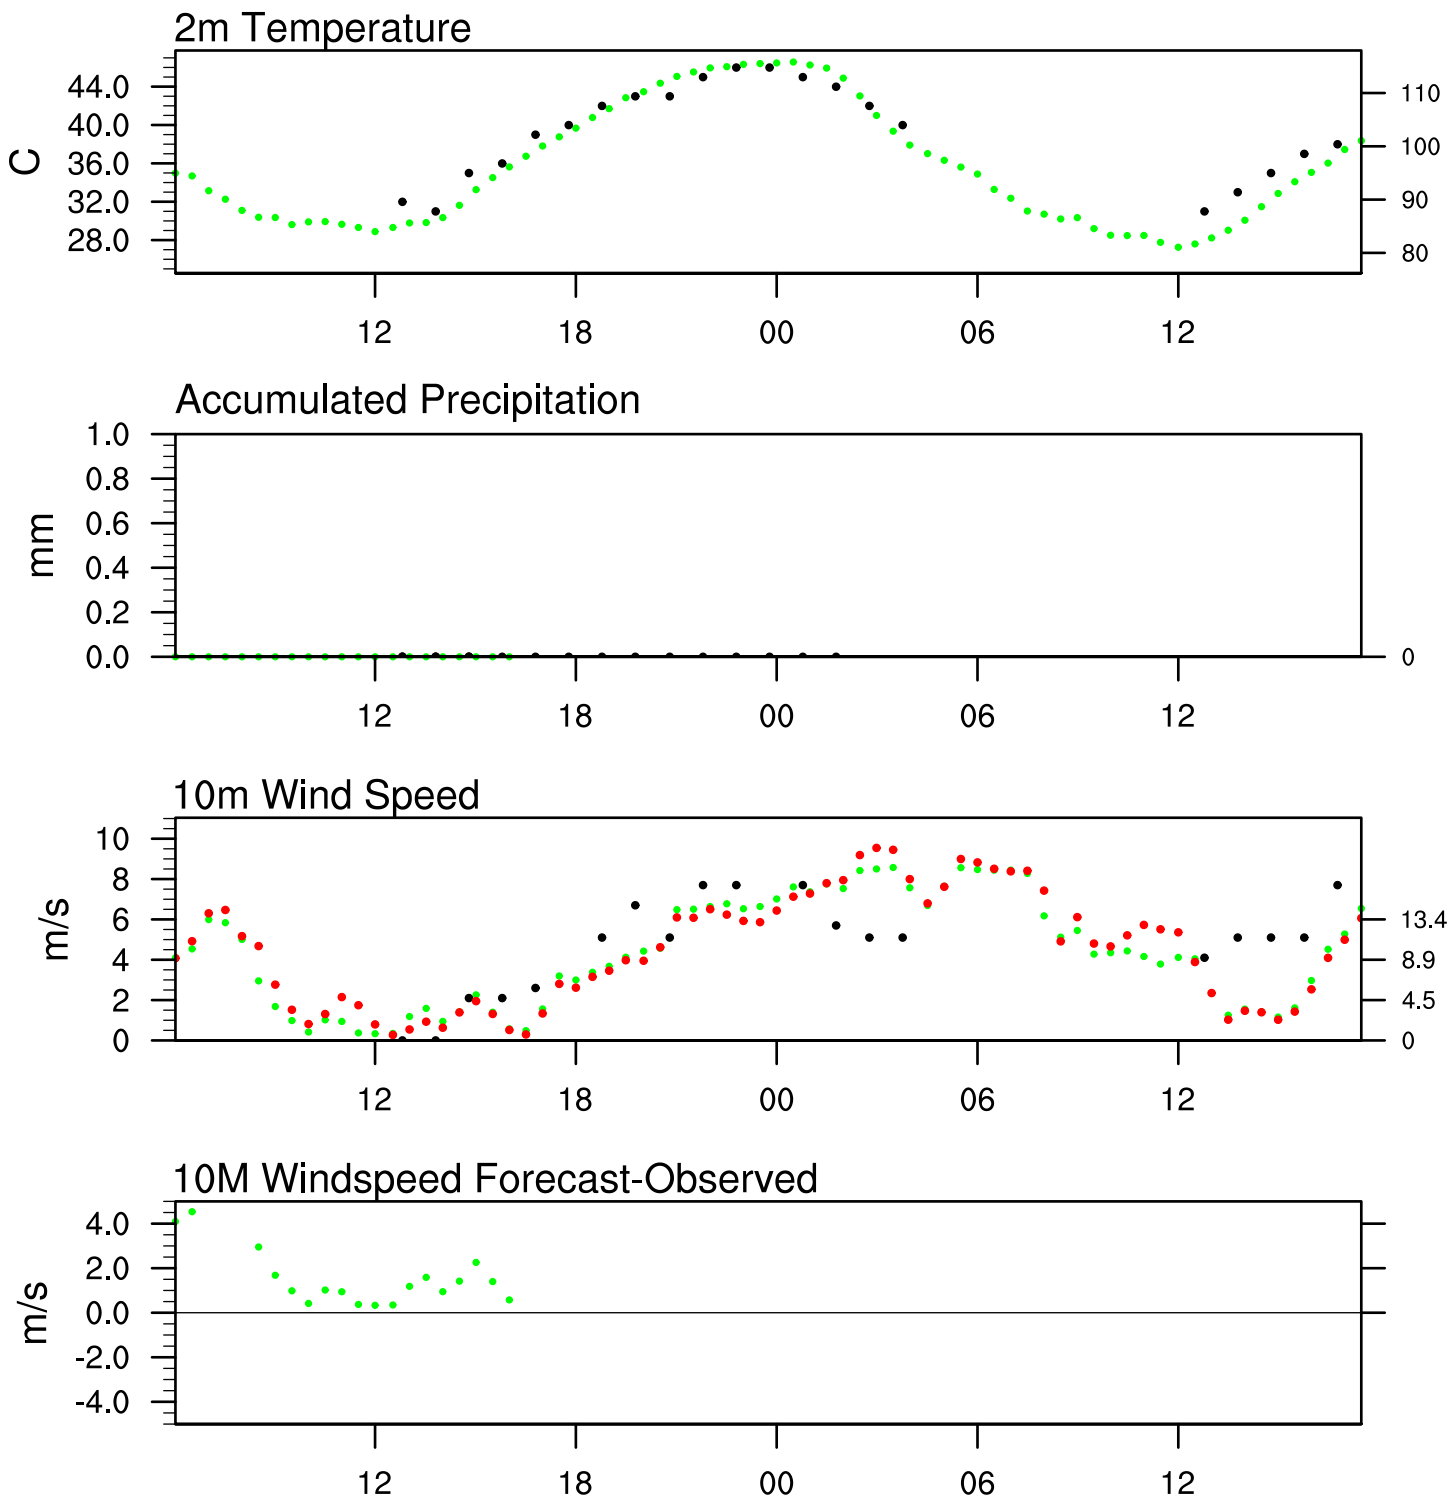 2m Temperature
44.0
40.0
36.0
32.0
28.0
C
110
100
90
80
12 18 00 06 12
Accumulated Precipitation
1.0
0.8
0.6
0.4
0.2
0.0
mm
0
12 18 00 06 12
10m Wind Speed
10
8
6
4
2
0
m/s
13.4
8.9
4.5
0
12 18 00 06 12
10M Windspeed Forecast-Observed
4.0
2.0
0.0
-2.0
-4.0
m/s
12 18 00 06 12